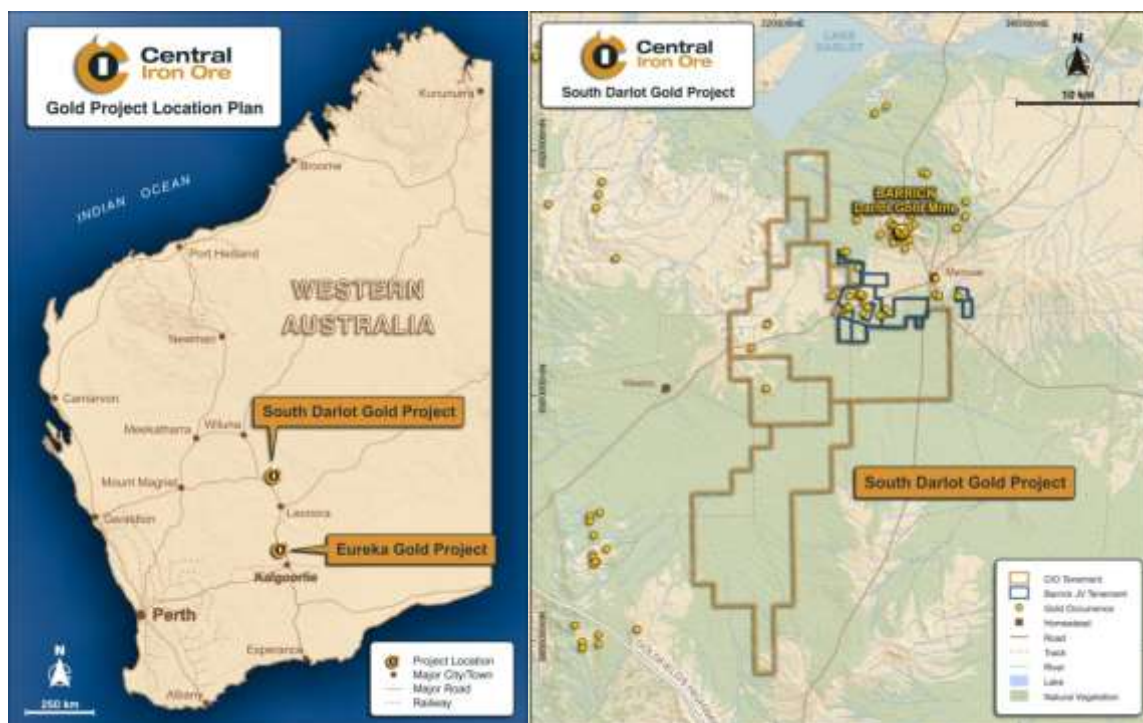 Central
Iron Ore
Gold Project Location Plan
Kununurra
Broome
INDIAN OCEAN
Port Hedland
WESTERN
AUSTRALIA
Newman
Carnarvon
South Darlot Gold Project
Meekatharra
Wiluna
Mount Magnet
Leonora
Geraldton
Eureka Gold Project
Kalgoorlie
Perth
Esperance
Albany
N
250 km
Project Location
Major City/Town
Major Road
Railway
Central
Iron Ore
South Darlot Gold Project
LAKE
DARLOT
N
10 km
BARRICK
Darlot Gold Mine
South Darlot Gold Project
GOLDFIELDS HIGHWAY
CIO Tenement
Barrick JV Tenement
Gold Occurrence
Homestead
Road
Track
River
Lake
Natural Vegetation